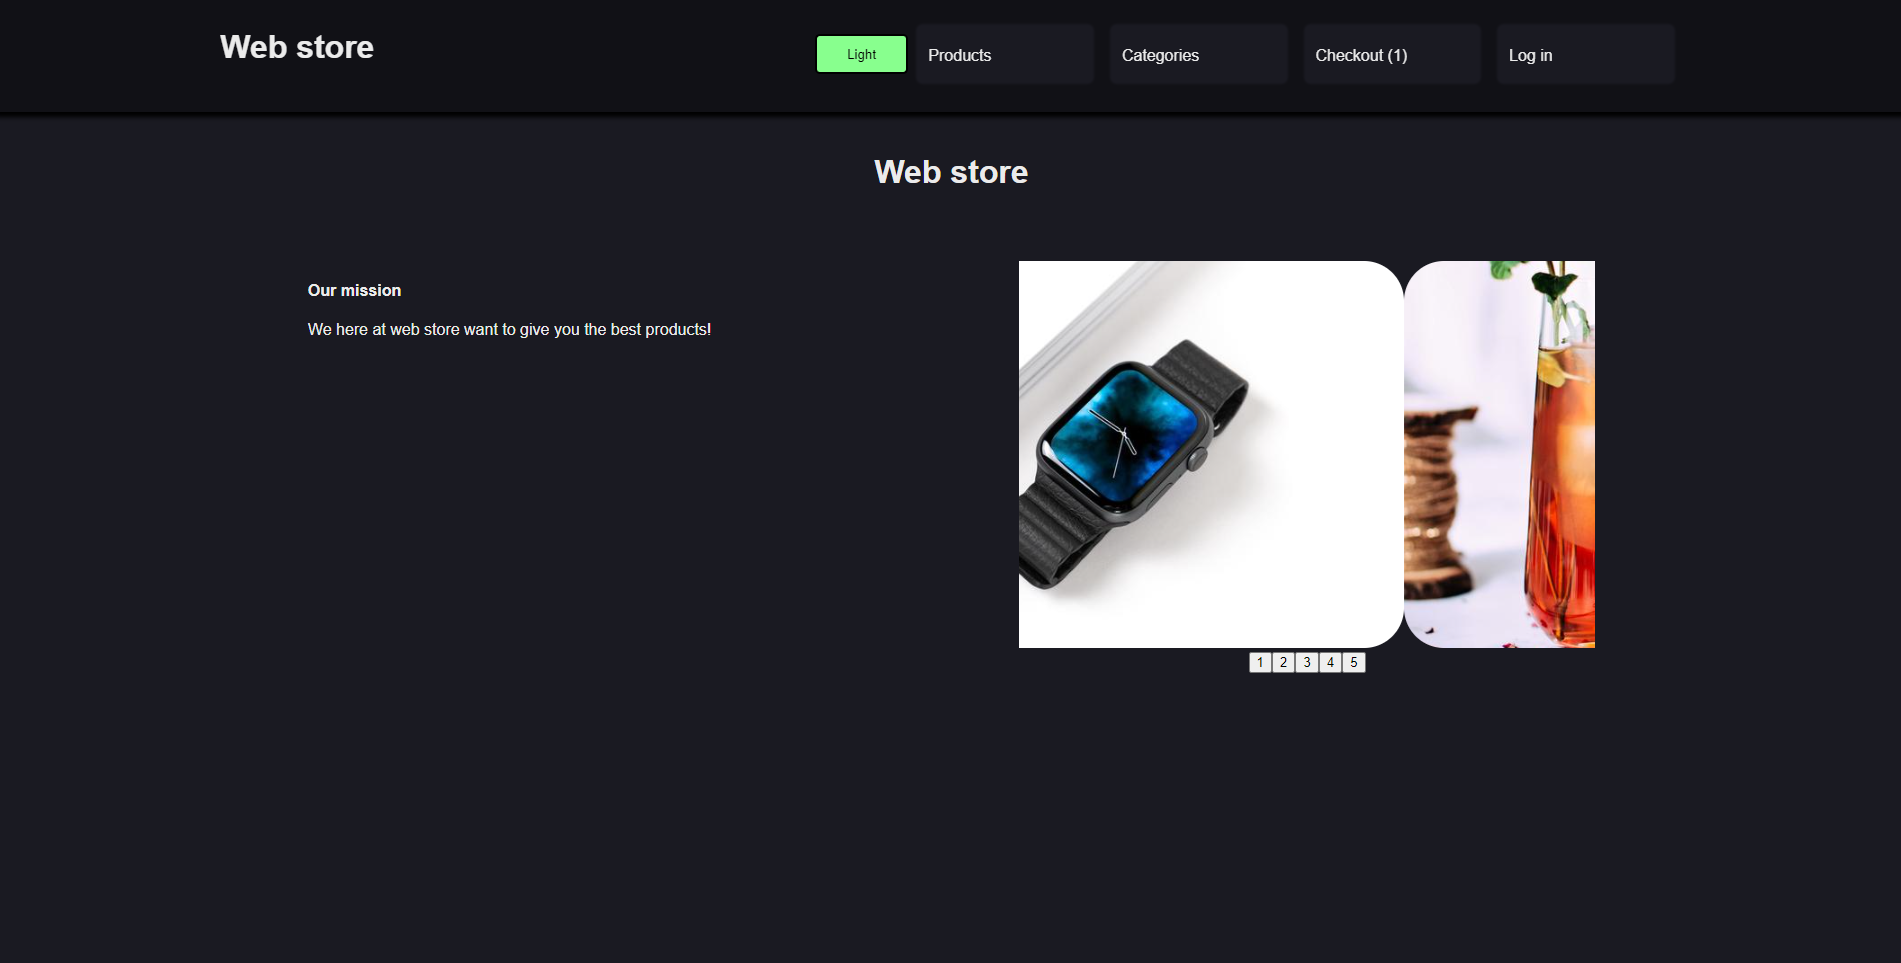 Web store
Light
Products
Categories
Checkout (1)
Log in
Web store
Our mission
We here at web store want to give you the best products!
1 2 3 4 5